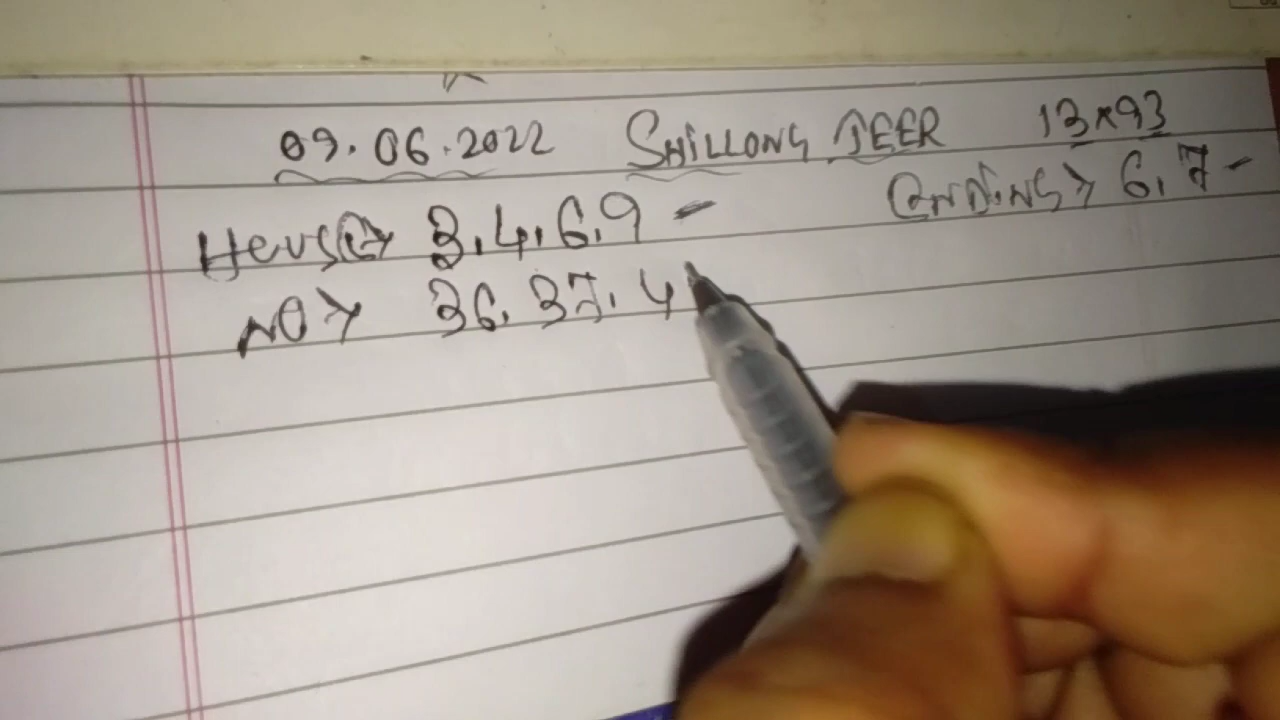 09.06.2022 SHILLONG TEER 13×93
House> 3.4.6.9 - Ending> 6.7-
NO> 36.37.4